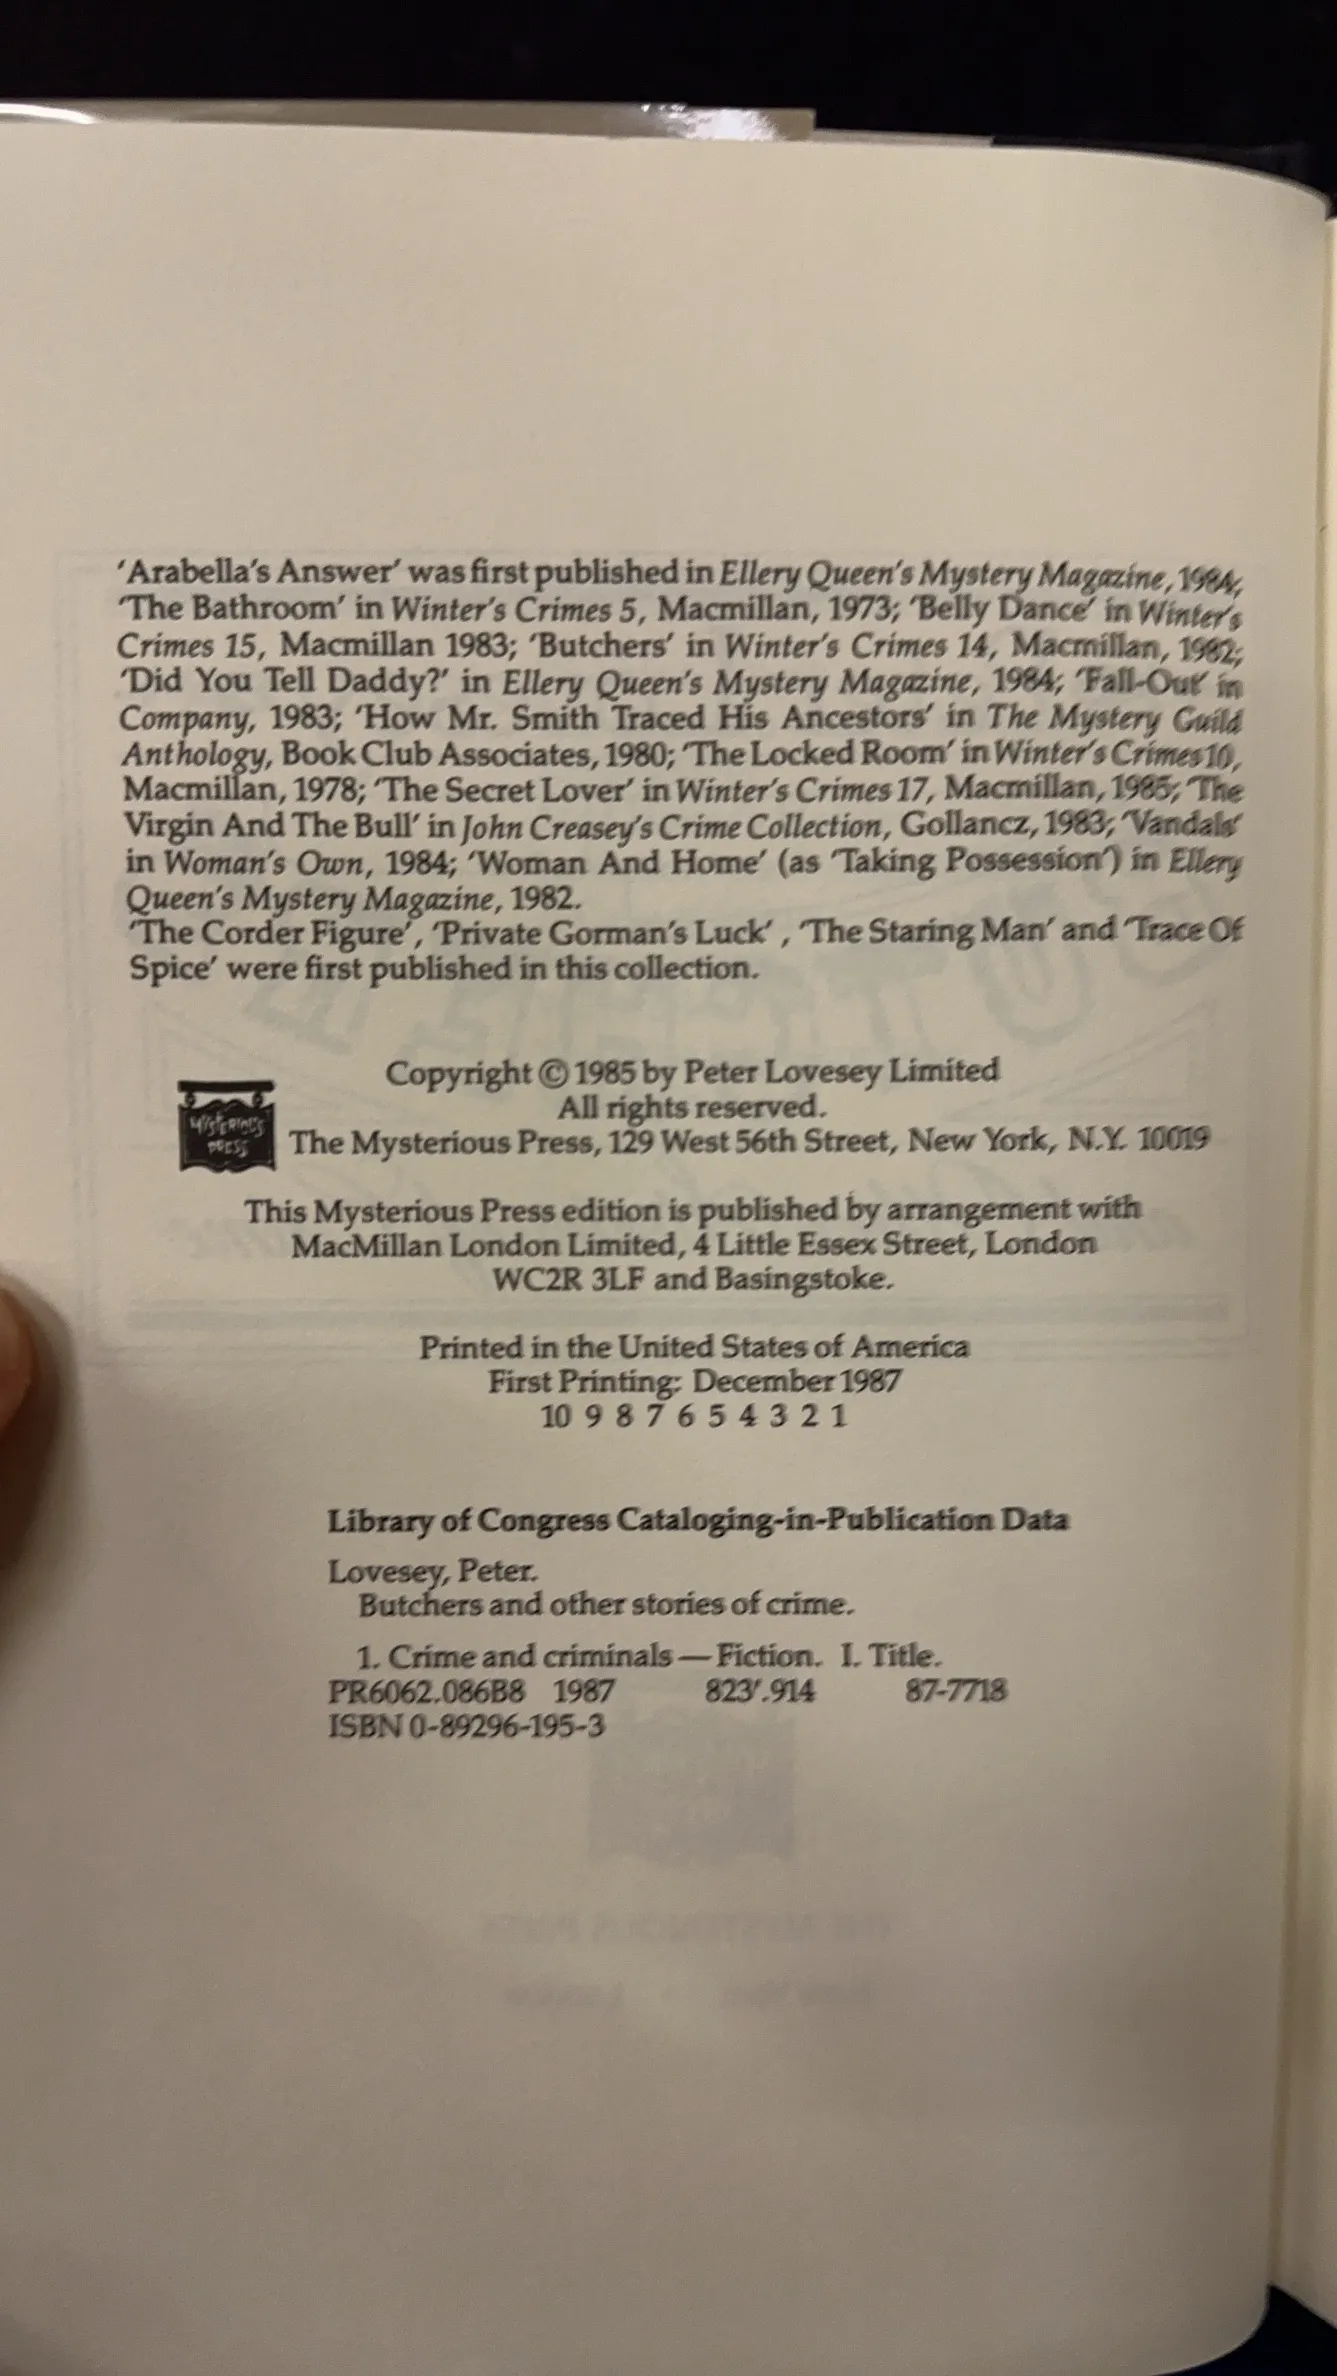 ‘Arabella’s Answer’ was first published in Ellery Queen’s Mystery Magazine, 1984;
‘The Bathroom’ in Winter’s Crimes 5, Macmillan, 1973; ‘Belly Dance’ in Winter’s
Crimes 15, Macmillan 1983; ‘Butchers’ in Winter’s Crimes 14, Macmillan, 1982;
‘Did You Tell Daddy?’ in Ellery Queen’s Mystery Magazine, 1984; ‘Fall-Out’ in
Company, 1983; ‘How Mr. Smith Traced His Ancestors’ in The Mystery Guild
Anthology, Book Club Associates, 1980; ‘The Locked Room’ in Winter’s Crimes 10,
Macmillan, 1978; ‘The Secret Lover’ in Winter’s Crimes 17, Macmillan, 1985; ‘The
Virgin And The Bull’ in John Creasey’s Crime Collection, Gollancz, 1983; ‘Vandals’
in Woman’s Own, 1984; ‘Woman And Home’ (as ‘Taking Possession’) in Ellery
Queen’s Mystery Magazine, 1982.
‘The Corder Figure’, ‘Private Gorman’s Luck’ , ‘The Staring Man’ and ‘Trace Of
Spice’ were first published in this collection.
Copyright © 1985 by Peter Lovesey Limited
All rights reserved.
MYSTERIOUS
PRESS
The Mysterious Press, 129 West 56th Street, New York, N.Y. 10019
This Mysterious Press edition is published by arrangement with
MacMillan London Limited, 4 Little Essex Street, London
WC2R 3LF and Basingstoke.
Printed in the United States of America
First Printing: December 1987
10 9 8 7 6 5 4 3 2 1
Library of Congress Cataloging-in-Publication Data
Lovesey, Peter.
Butchers and other stories of crime.
1. Crime and criminals — Fiction. I. Title.
PR6062.086B8 1987 823’.914 87-7718
ISBN 0-89296-195-3